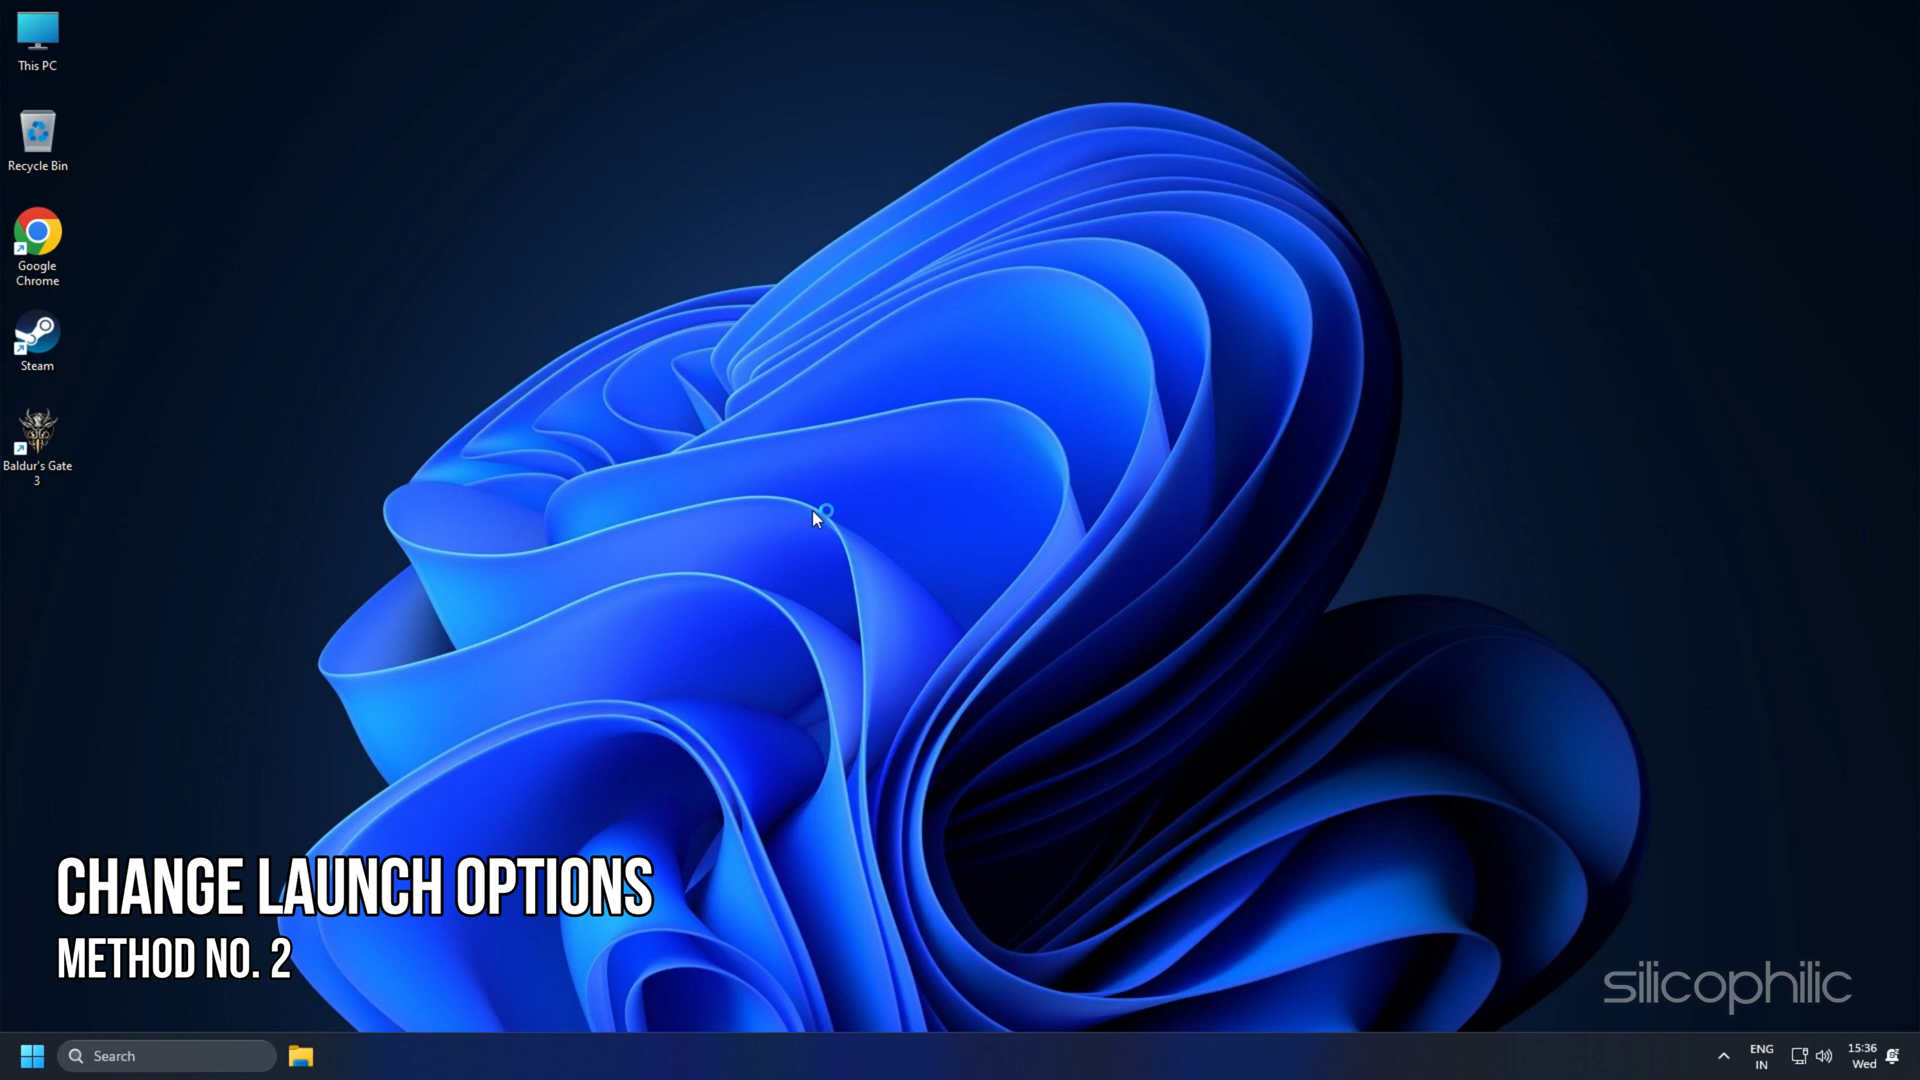 This PC
Recycle Bin
Google
Chrome
Steam
Baldur's Gate
3
CHANGE LAUNCH OPTIONS
METHOD NO. 2
silicophilic
Search
ENG
IN
15:36
Wed